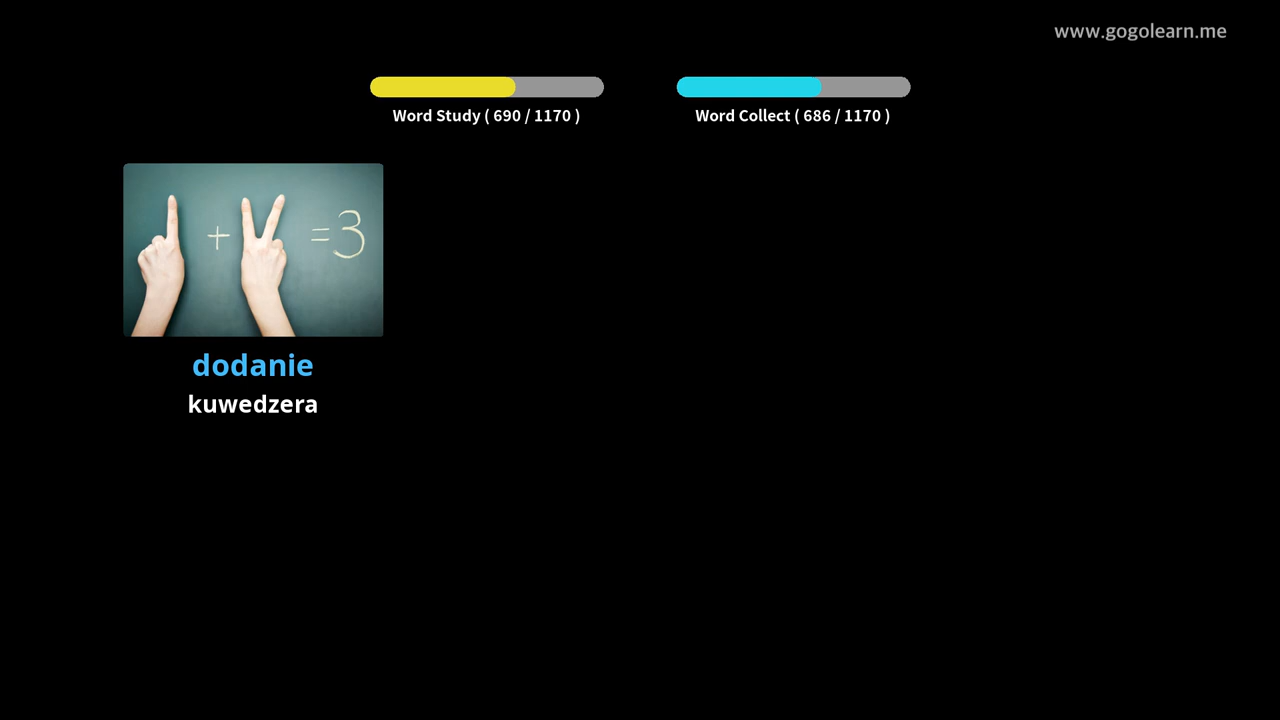 www.gogolearn.me
Word Study ( 690 / 1170 )
Word Collect ( 686 / 1170 )
+ =3
dodanie
kuwedzera